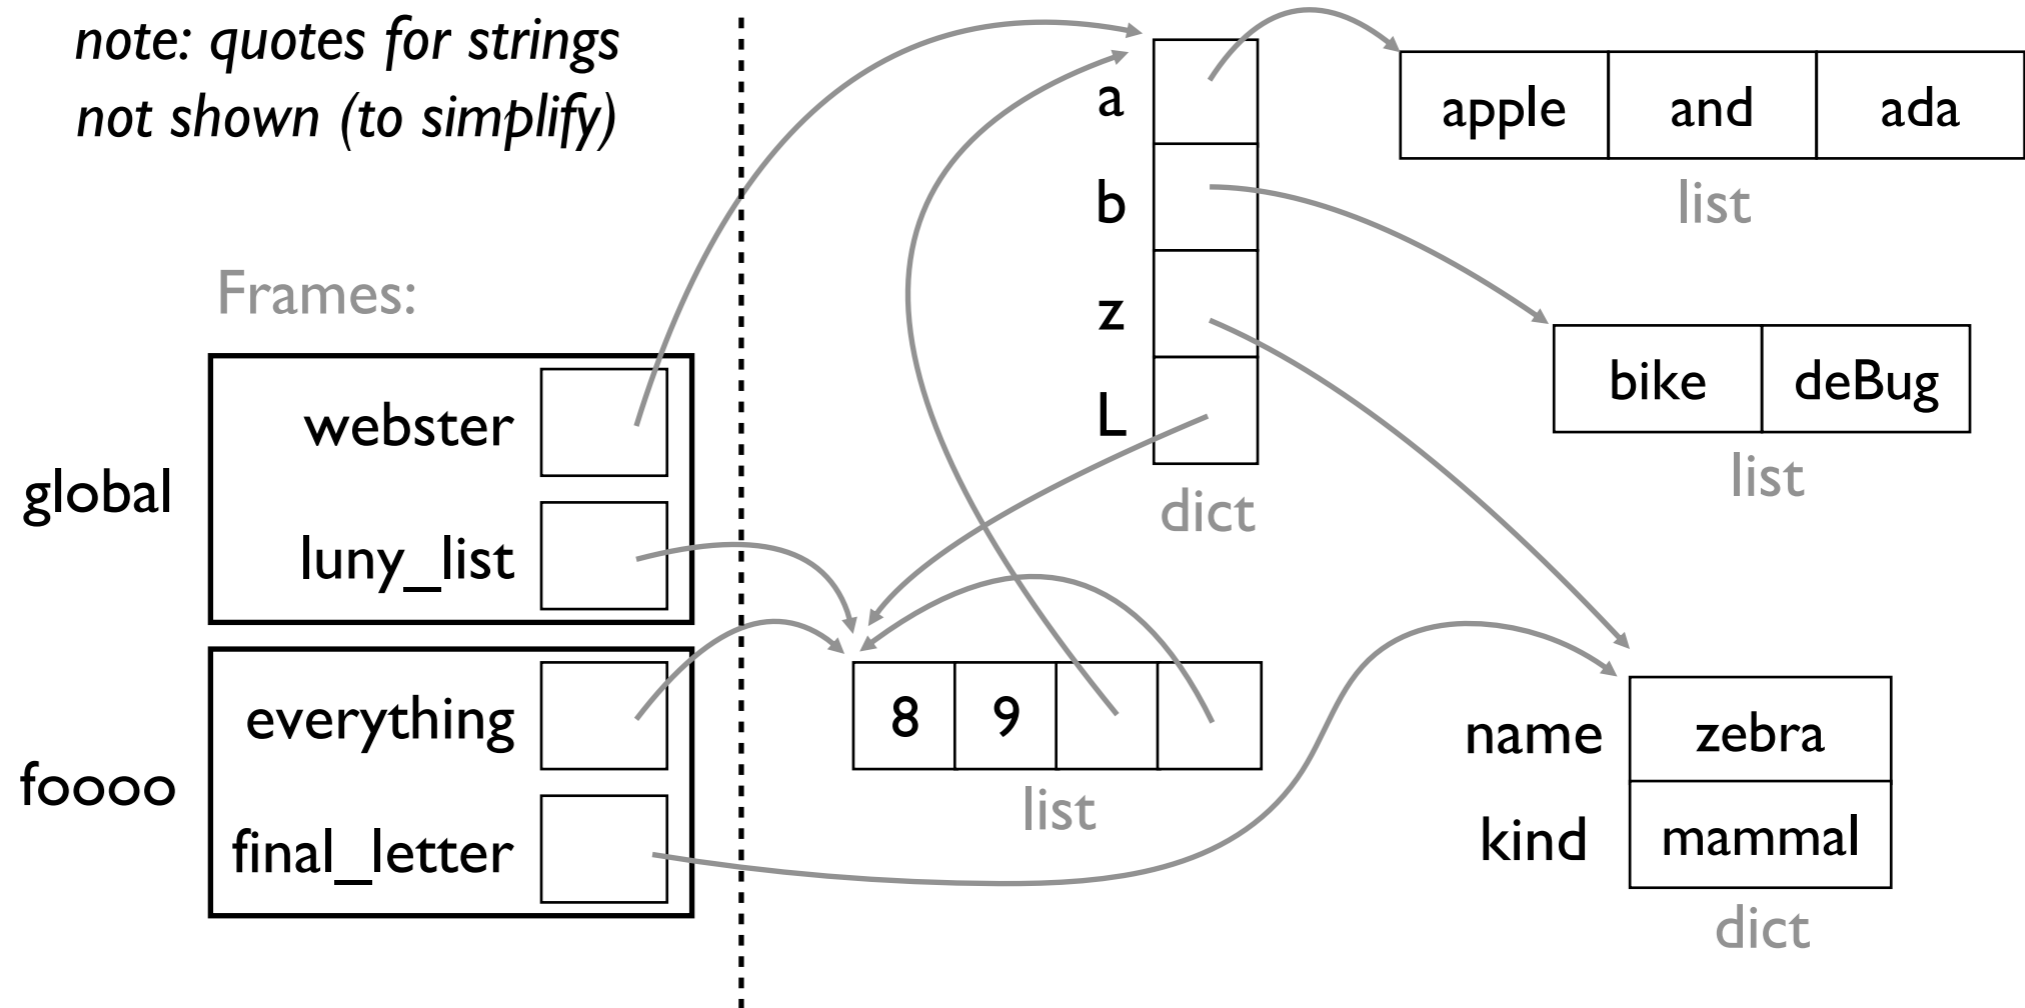 note: quotes for strings
not shown (to simplify)
Frames:
global
webster
luny_list
foooo
everything
final_letter
a
b
z
L
dict
apple and ada
list
bike deBug
list
8 9
list
name zebra
kind mammal
dict